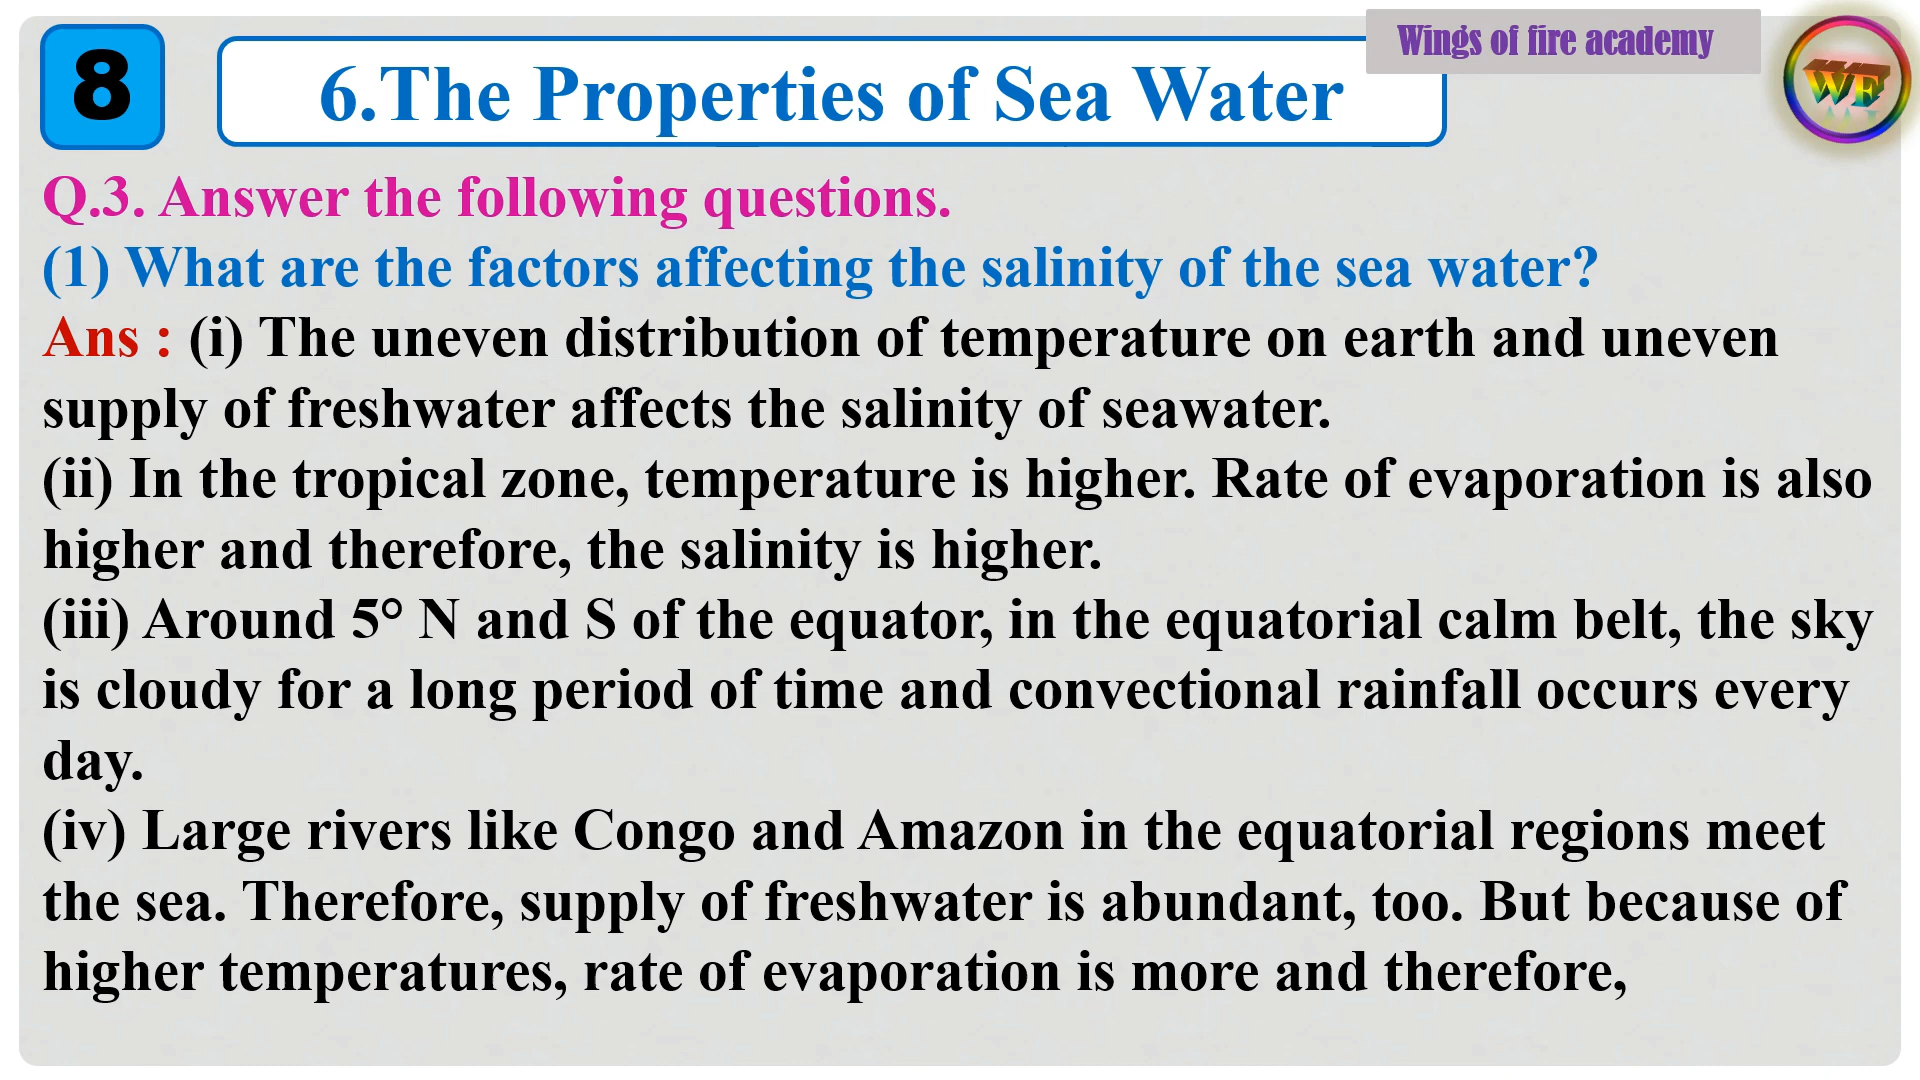 Wings of fire academy
WF
8
6.The Properties of Sea Water
Q.3. Answer the following questions.
(1) What are the factors affecting the salinity of the sea water?
Ans : (i) The uneven distribution of temperature on earth and uneven
supply of freshwater affects the salinity of seawater.
(ii) In the tropical zone, temperature is higher. Rate of evaporation is also
higher and therefore, the salinity is higher.
(iii) Around 5° N and S of the equator, in the equatorial calm belt, the sky
is cloudy for a long period of time and convectional rainfall occurs every
day.
(iv) Large rivers like Congo and Amazon in the equatorial regions meet
the sea. Therefore, supply of freshwater is abundant, too. But because of
higher temperatures, rate of evaporation is more and therefore,